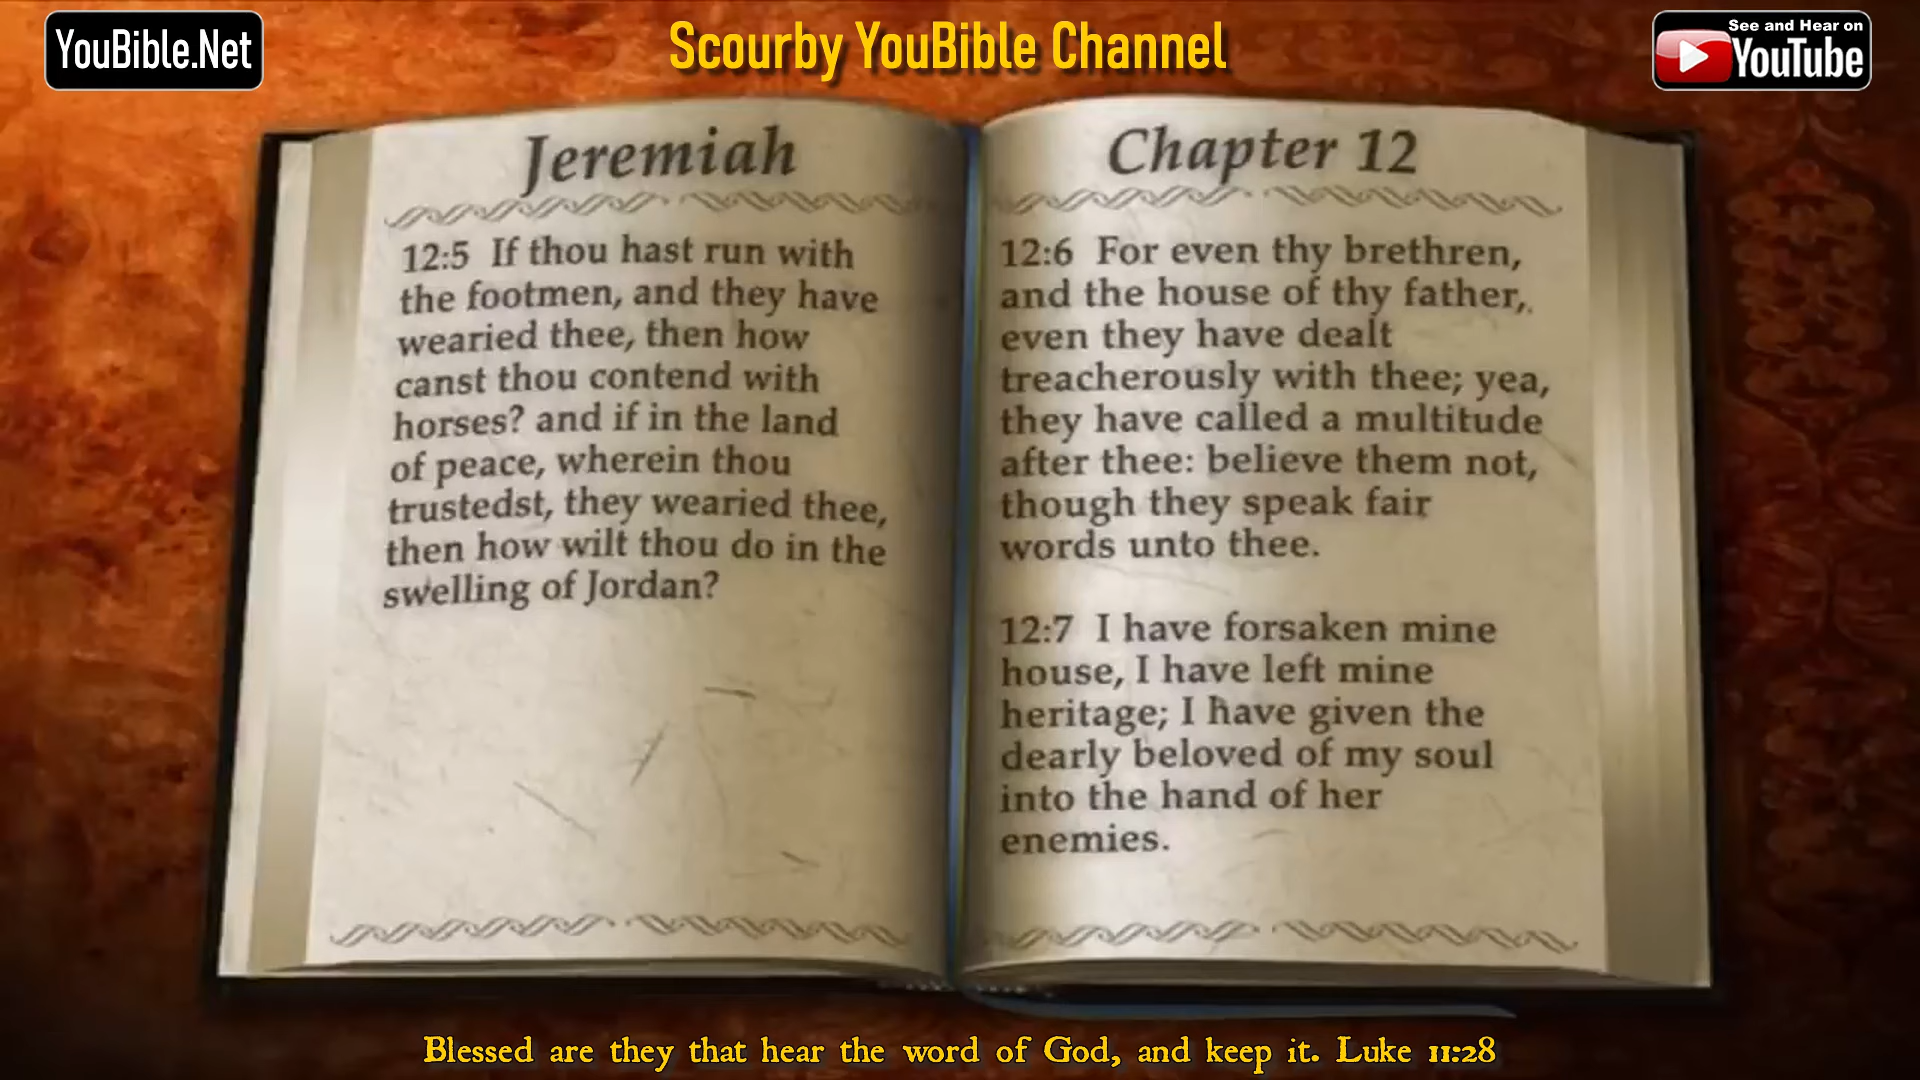 YouBible.Net
Scourby YouBible Channel
See and Hear on
YouTube
Jeremiah
12:5 If thou hast run with
the footmen, and they have
wearied thee, then how
canst thou contend with
horses? and if in the land
of peace, wherein thou
trustedst, they wearied thee,
then how wilt thou do in the
swelling of Jordan?
Chapter 12
12:6 For even thy brethren,
and the house of thy father,
even they have dealt
treacherously with thee; yea,
they have called a multitude
after thee: believe them not,
though they speak fair
words unto thee.
12:7 I have forsaken mine
house, I have left mine
heritage; I have given the
dearly beloved of my soul
into the hand of her
enemies.
Blessed are they that hear the word of God, and keep it. Luke 11:28